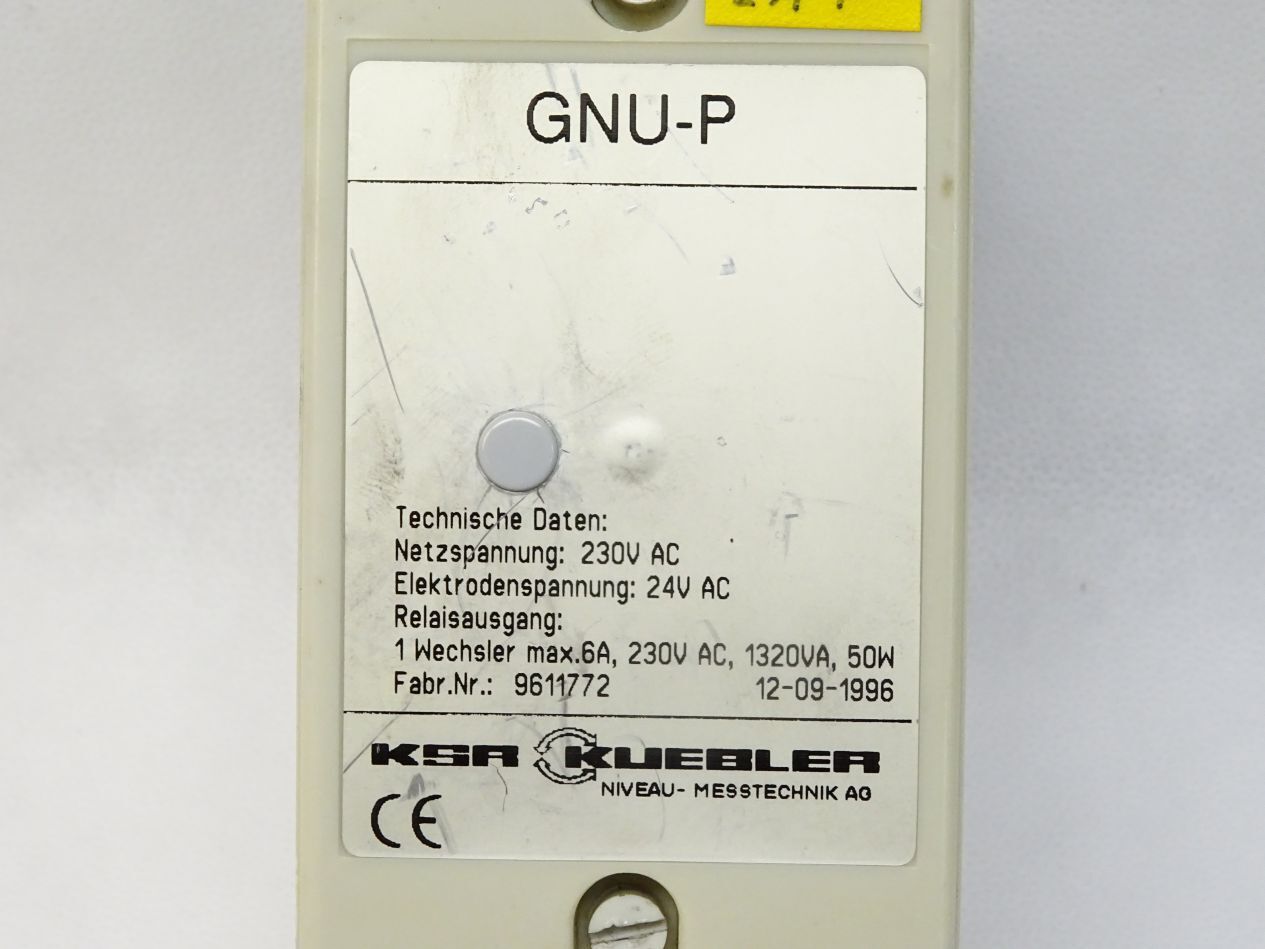 GNU-P
Technische Daten:
Netzspannung: 230V AC
Elektrodenspannung: 24V AC
Relaisausgang:
1 Wechsler max.6A, 230V AC, 1320VA, 50W
Fabr.Nr.: 9611772 12-09-1996
KSR KUEBLER
NIVEAU- MESSTECHNIK AG
CE